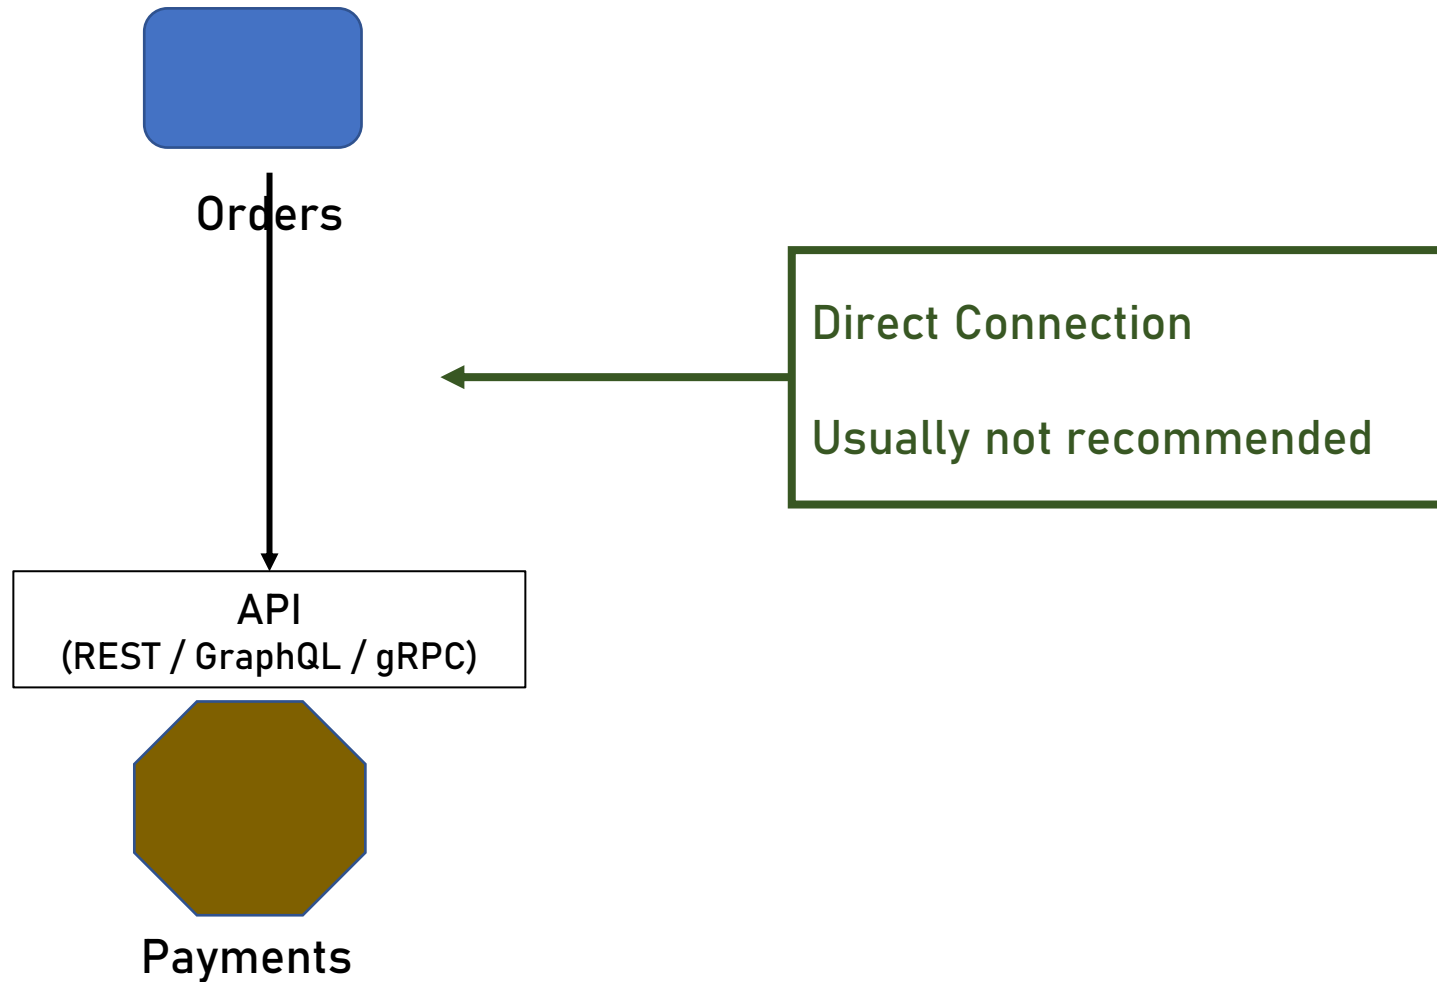 Orders
Direct Connection
Usually not recommended
API
(REST / GraphQL / gRPC)
Payments